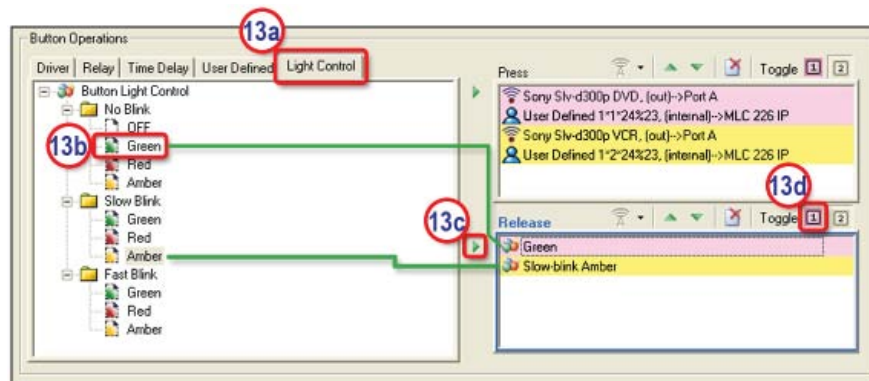 13a
Button Operations
Driver Relay Time Delay User Defined Light Control
Button Light Control
No Blink
OFF
13b Green
Red
Amber
Slow Blink
Green
Red
Amber
Fast Blink
Green
Red
Amber
Press Toggle 1 2
Sony Slv-d300p DVD, (out)-->Port A
User Defined 1*1*24%23, (internal)-->MLC 226 IP
Sony Slv-d300p VCR, (out)-->Port A
User Defined 1*2*24%23, (internal)-->MLC 226 IP
13d
13c
Release Toggle 1 2
Green
Slow-blink Amber